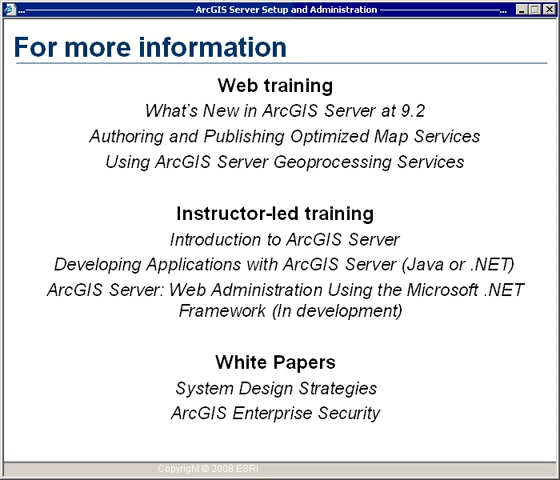 ... ArcGIS Server Setup and Administration ...
For more information
Web training
What's New in ArcGIS Server at 9.2
Authoring and Publishing Optimized Map Services
Using ArcGIS Server Geoprocessing Services
Instructor-led training
Introduction to ArcGIS Server
Developing Applications with ArcGIS Server (Java or .NET)
ArcGIS Server: Web Administration Using the Microsoft .NET
Framework (In development)
White Papers
System Design Strategies
ArcGIS Enterprise Security
Copyright © 2008 ESRI